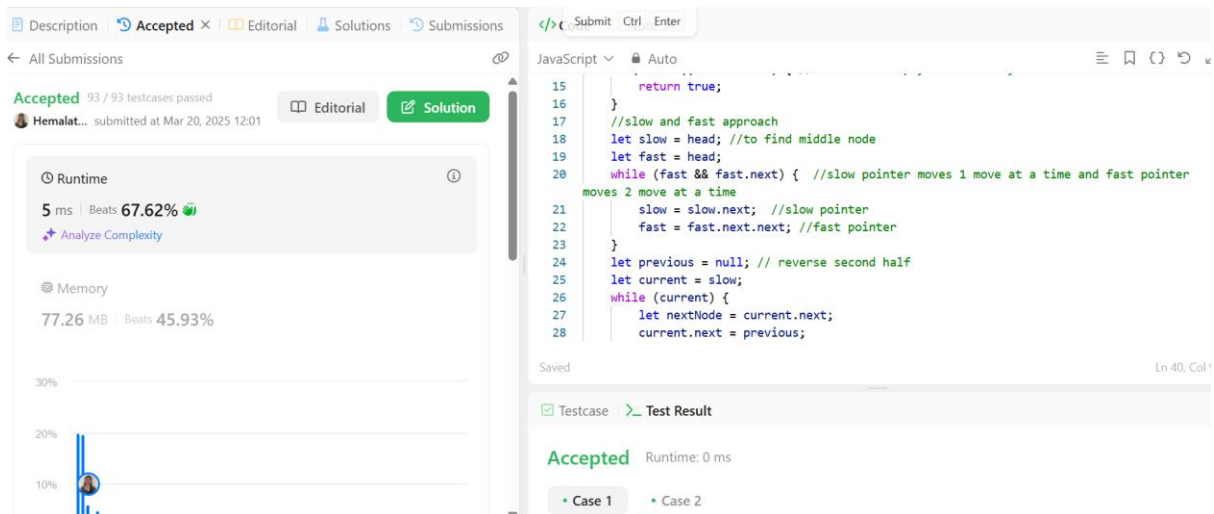 Description
Accepted
Editorial
Solutions
Submissions
All Submissions
Accepted 93 / 93 testcases passed
Hemalat... submitted at Mar 20, 2025 12:01
Editorial
Solution
Runtime
5 ms Beats 67.62%
Analyze Complexity
Memory
77.26 MB Beats 45.93%
30%
20%
10%
</>
Submit Ctrl Enter
JavaScript
Auto
15 return true;
16 }
17 //slow and fast approach
18 let slow = head; //to find middle node
19 let fast = head;
20 while (fast && fast.next) { //slow pointer moves 1 move at a time and fast pointer
moves 2 move at a time
21 slow = slow.next; //slow pointer
22 fast = fast.next.next; //fast pointer
23 }
24 let previous = null; // reverse second half
25 let current = slow;
26 while (current) {
27 let nextNode = current.next;
28 current.next = previous;
Saved
Ln 40, Col
Testcase
Test Result
Accepted Runtime: 0 ms
Case 1
Case 2